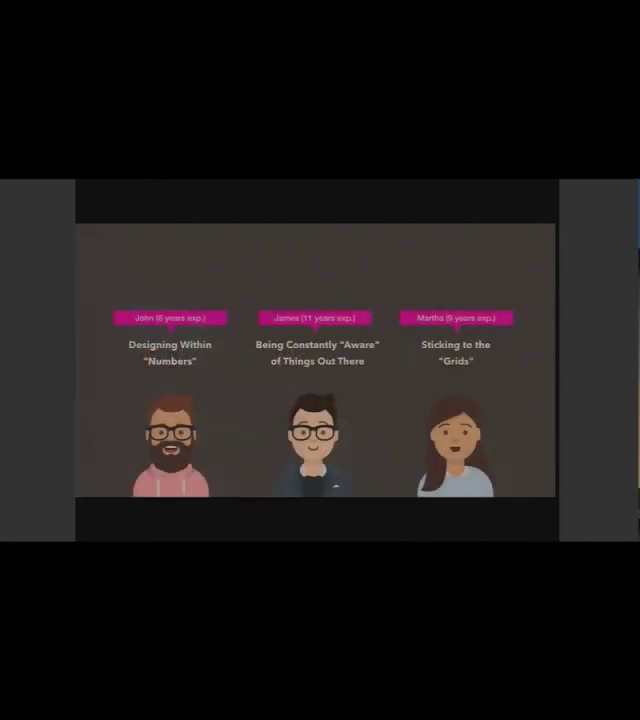 John (6 years exp.)
Designing Within
"Numbers"
James (11 years exp.)
Being Constantly "Aware"
of Things Out There
Martha (9 years exp.)
Sticking to the
"Grids"